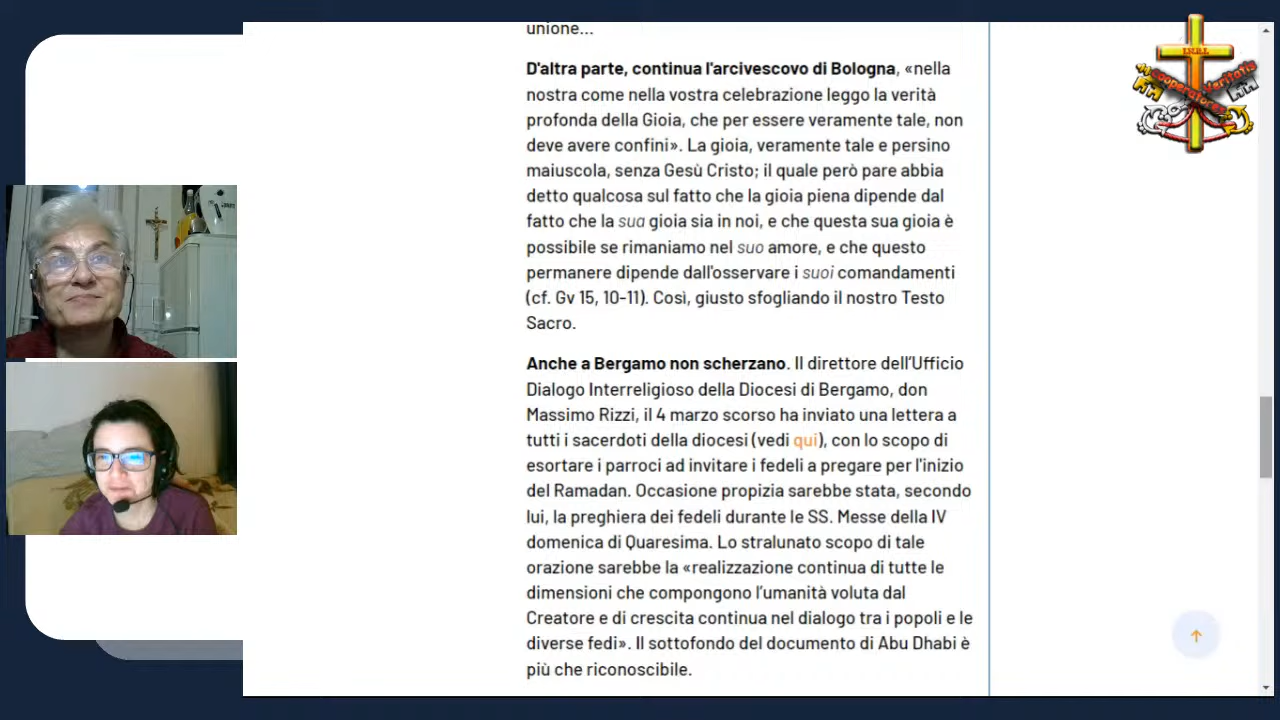 unione...
D'altra parte, continua l'arcivescovo di Bologna, «nella
nostra come nella vostra celebrazione leggo la verità
profonda della Gioia, che per essere veramente tale, non
deve avere confini». La gioia, veramente tale e persino
maiuscola, senza Gesù Cristo; il quale però pare abbia
detto qualcosa sul fatto che la gioia piena dipende dal
fatto che la sua gioia sia in noi, e che questa sua gioia è
possibile se rimaniamo nel suo amore, e che questo
permanere dipende dall'osservare i suoi comandamenti
(cf. Gv 15, 10-11). Così, giusto sfogliando il nostro Testo
Sacro.
Anche a Bergamo non scherzano. Il direttore dell'Ufficio
Dialogo Interreligioso della Diocesi di Bergamo, don
Massimo Rizzi, il 4 marzo scorso ha inviato una lettera a
tutti i sacerdoti della diocesi (vedi qui), con lo scopo di
esortare i parroci ad invitare i fedeli a pregare per l'inizio
del Ramadan. Occasione propizia sarebbe stata, secondo
lui, la preghiera dei fedeli durante le SS. Messe della IV
domenica di Quaresima. Lo stralunato scopo di tale
orazione sarebbe la «realizzazione continua di tutte le
dimensioni che compongono l'umanità voluta dal
Creatore e di crescita continua nel dialogo tra i popoli e le
diverse fedi». Il sottofondo del documento di Abu Dhabi è
più che riconoscibile.
I.N.R.I.
cooperatores veritatis